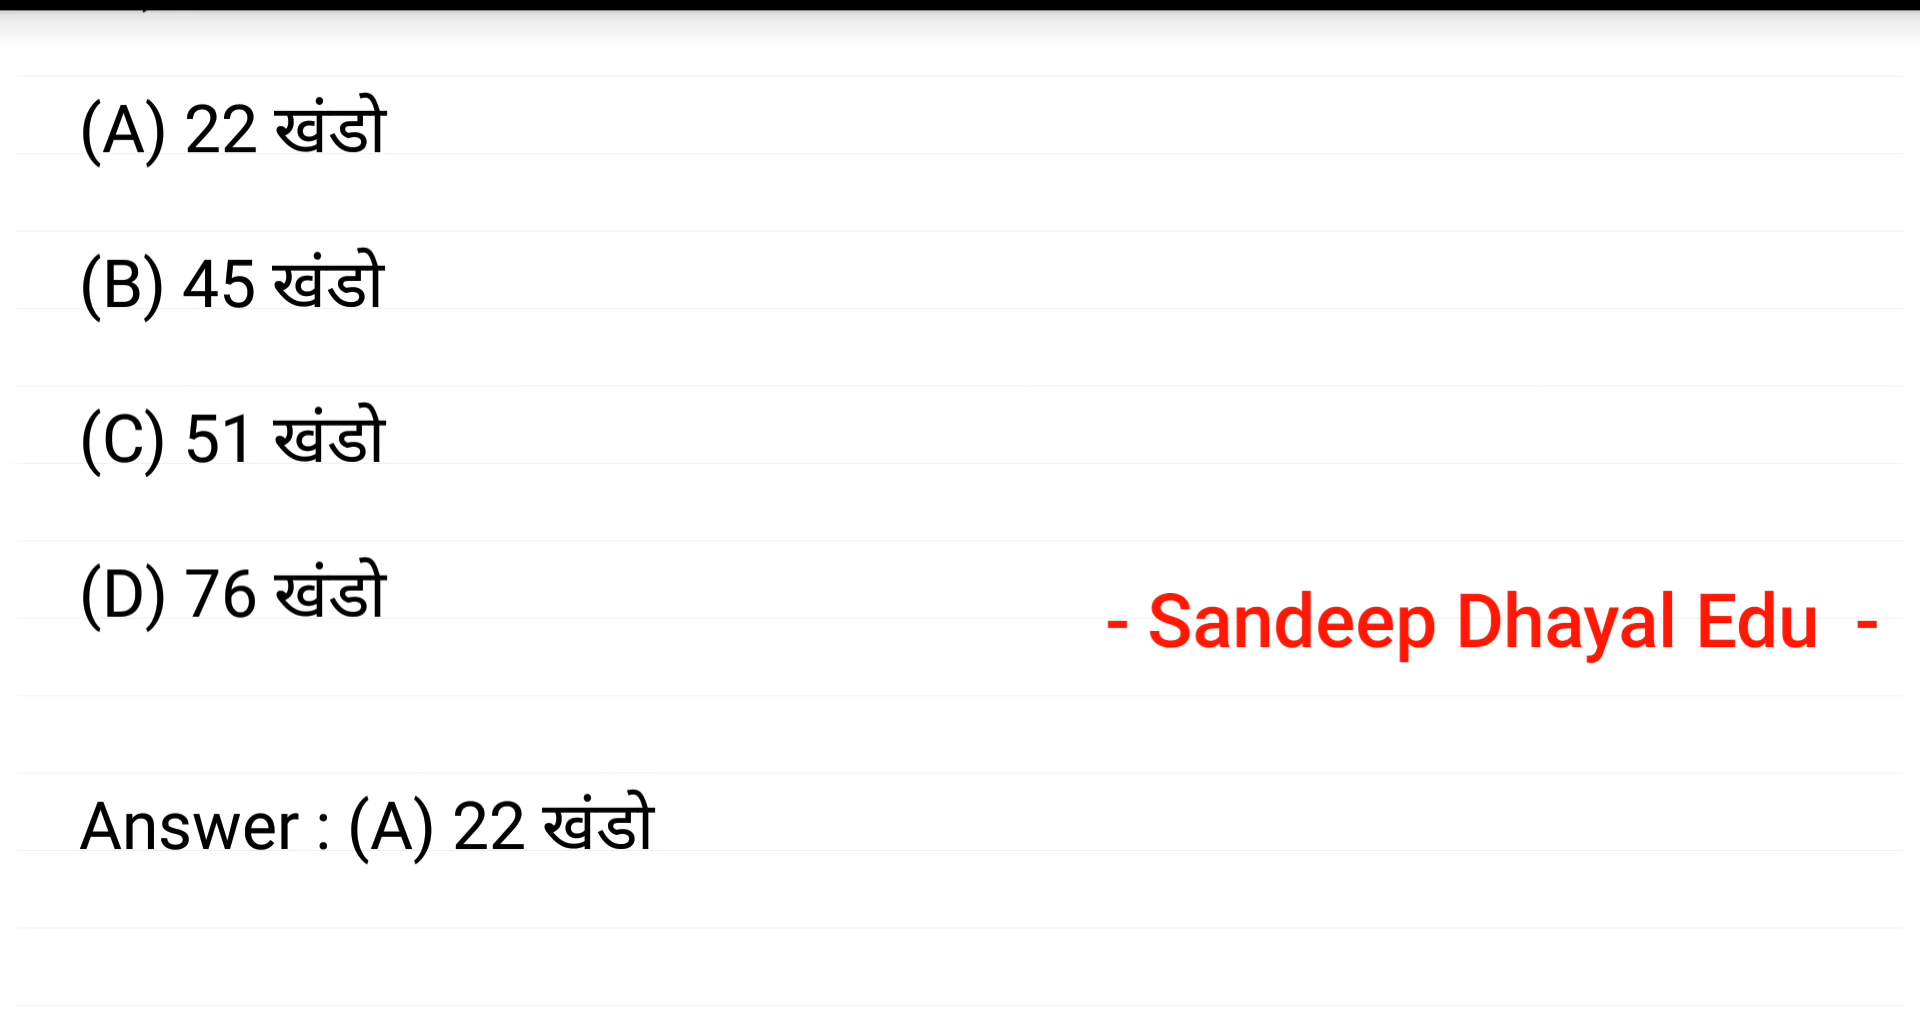 (A) 22 खंडो
(B) 45 खंडो
(C) 51 खंडो
(D) 76 खंडो
- Sandeep Dhayal Edu -
Answer : (A) 22 खंडो